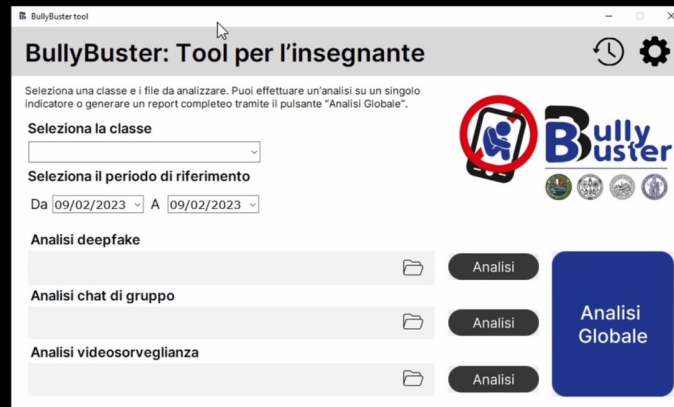 BullyBuster tool
BullyBuster: Tool per l'insegnante
Seleziona una classe e i file da analizzare. Puoi effettuare un'analisi su un singolo
indicatore o generare un report completeo tramite il pulsante "Analisi Globale".
Seleziona la classe
Bully
Buster
Seleziona il periodo di riferimento
Da 09/02/2023 A 09/02/2023
Analisi deepfake
Analisi
Analisi chat di gruppo
Analisi
Analisi videosorveglianza
Analisi
Analisi
Globale